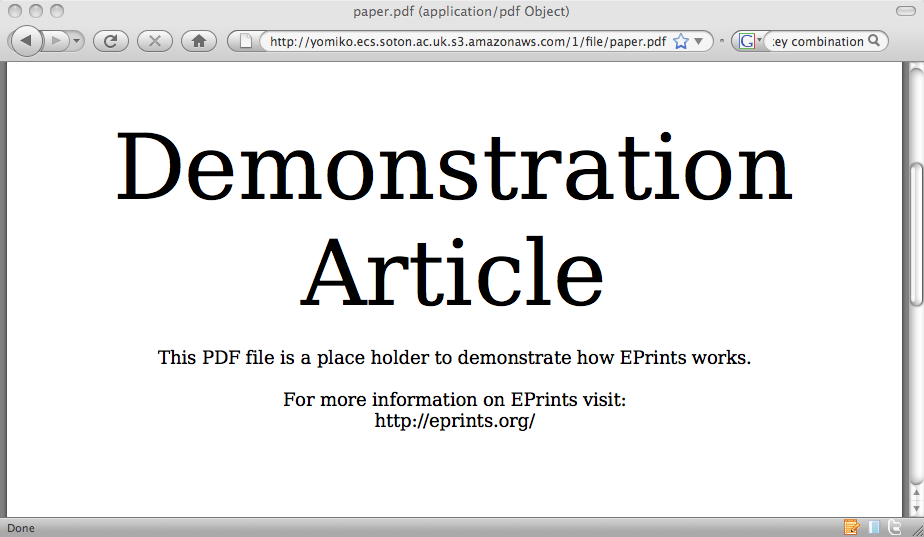 paper.pdf (application/pdf Object)
http://yomiko.ecs.soton.ac.uk.s3.amazonaws.com/1/file/paper.pdf
G
ey combination
Demonstration
Article
This PDF file is a place holder to demonstrate how EPrints works.
For more information on EPrints visit:
http://eprints.org/
Done